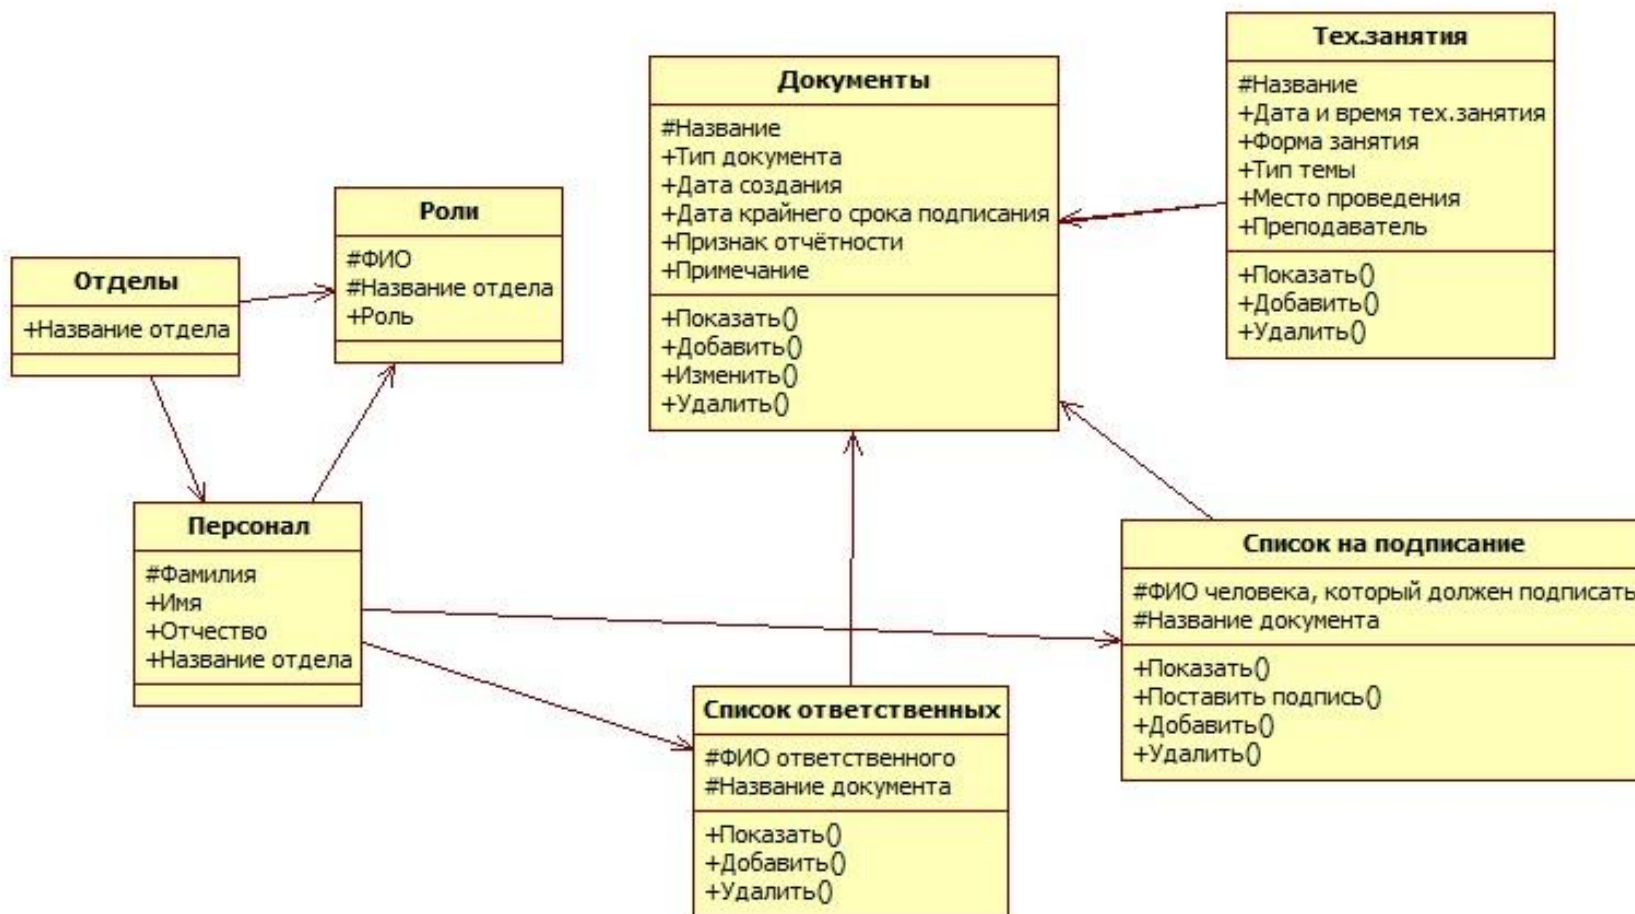 Отделы
+Название отдела
Роли
#ФИО
#Название отдела
+Роль
Документы
#Название
+Тип документа
+Дата создания
+Дата крайнего срока подписания
+Признак отчётности
+Примечание
+Показать()
+Добавить()
+Изменить()
+Удалить()
Тех.занятия
#Название
+Дата и время тех.занятия
+Форма занятия
+Тип темы
+Место проведения
+Преподаватель
+Показать()
+Добавить()
+Удалить()
Персонал
#Фамилия
+Имя
+Отчество
+Название отдела
Список ответственных
#ФИО ответственного
#Название документа
+Показать()
+Добавить()
+Удалить()
Список на подписание
#ФИО человека, который должен подписать
#Название документа
+Показать()
+Поставить подпись()
+Добавить()
+Удалить()